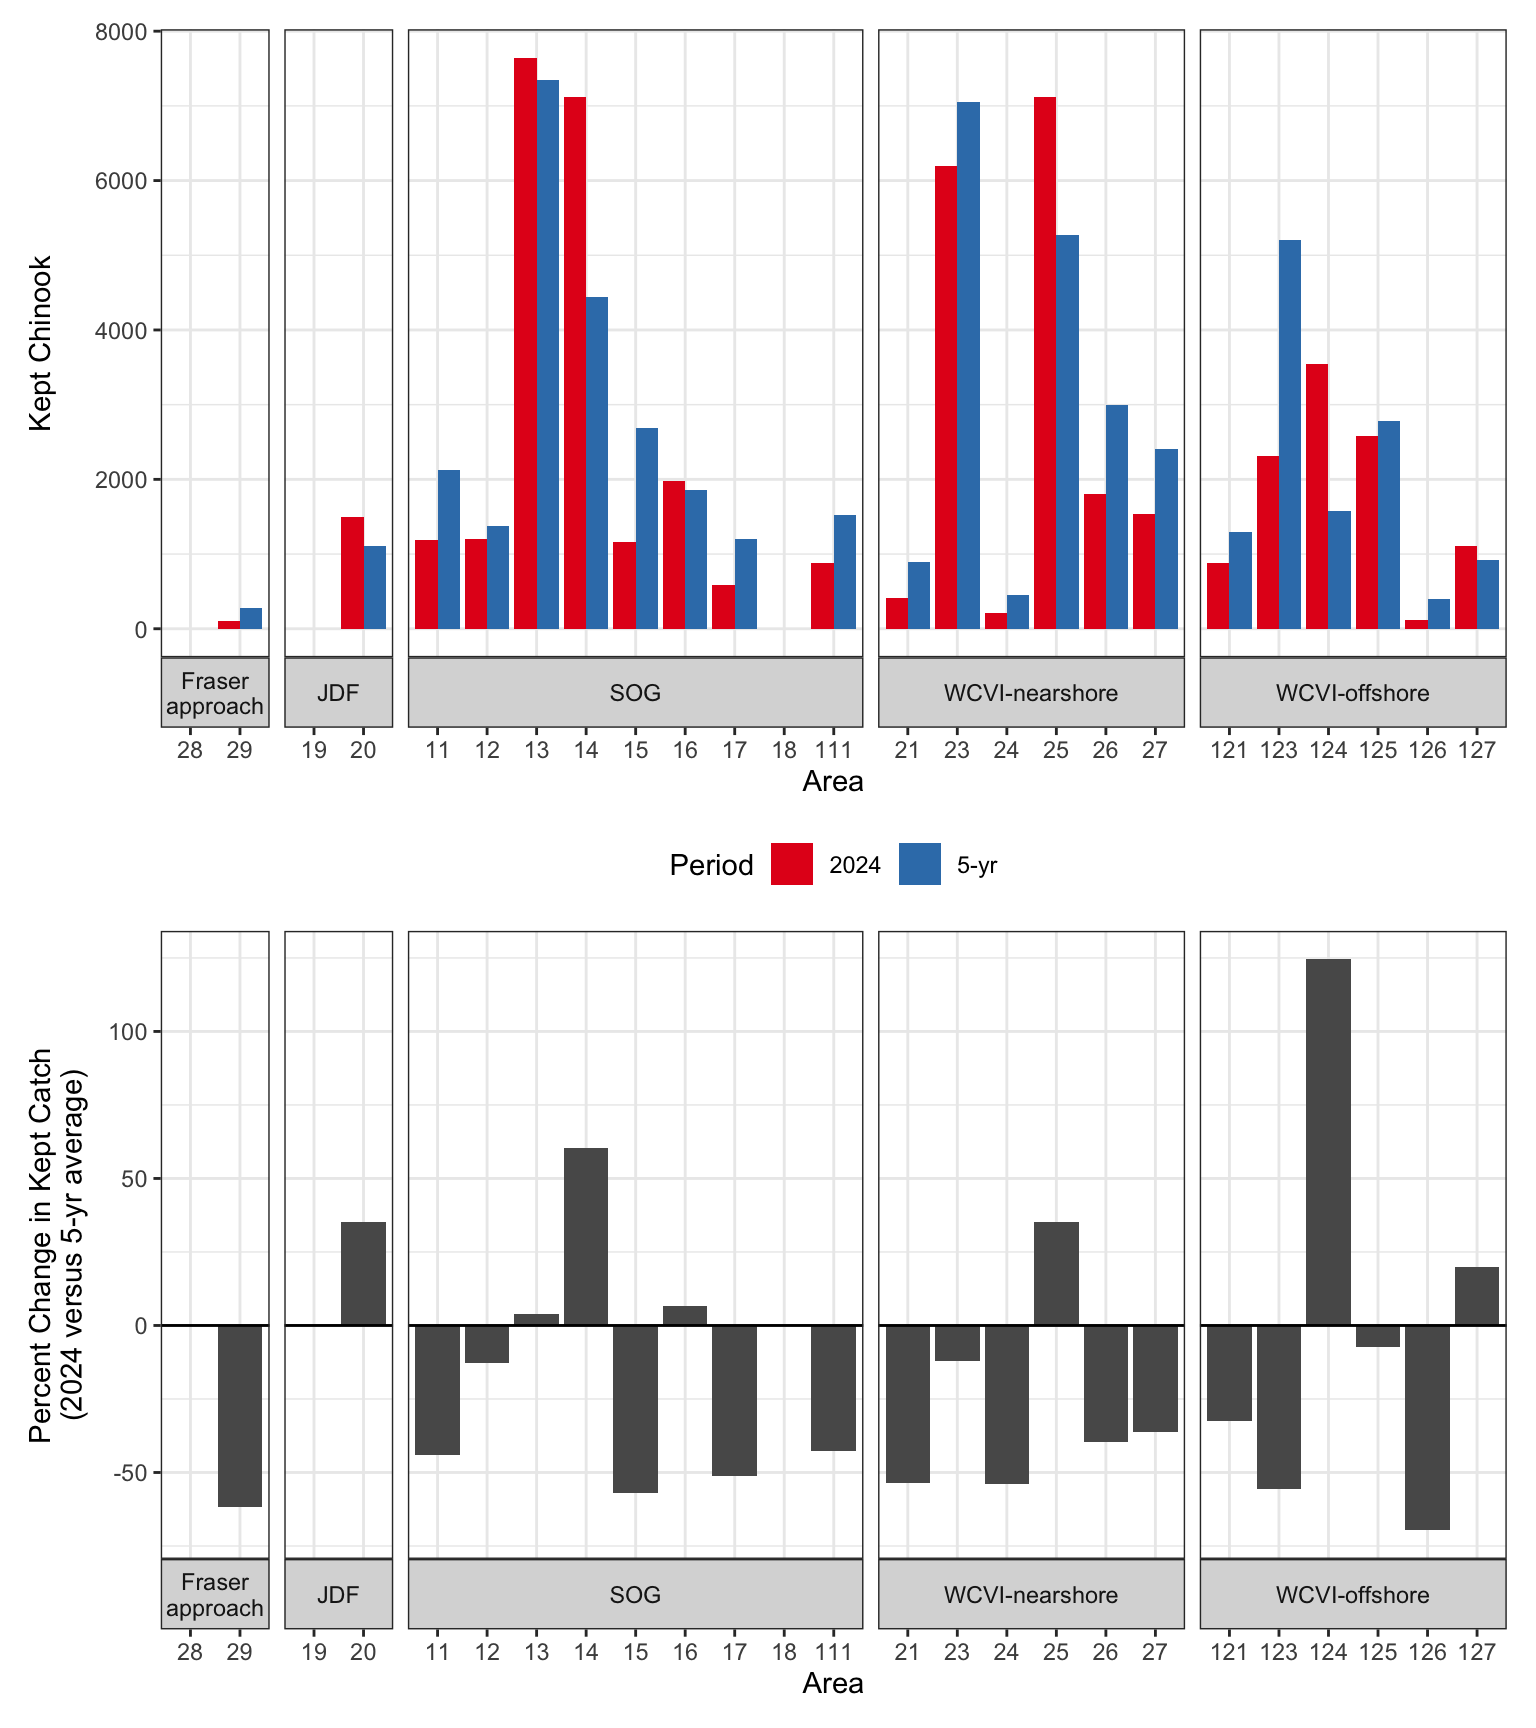 8000
6000
4000
2000
0
Kept Chinook
Fraser
approach
JDF
SOG
WCVI-nearshore
WCVI-offshore
28 29 19 20 11 12 13 14 15 16 17 18 111 21 23 24 25 26 27 121 123 124 125 126 127
Area
Period 2024 5-yr
100
50
0
-50
Percent Change in Kept Catch
(2024 versus 5-yr average)
Fraser
approach
JDF
SOG
WCVI-nearshore
WCVI-offshore
28 29 19 20 11 12 13 14 15 16 17 18 111 21 23 24 25 26 27 121 123 124 125 126 127
Area